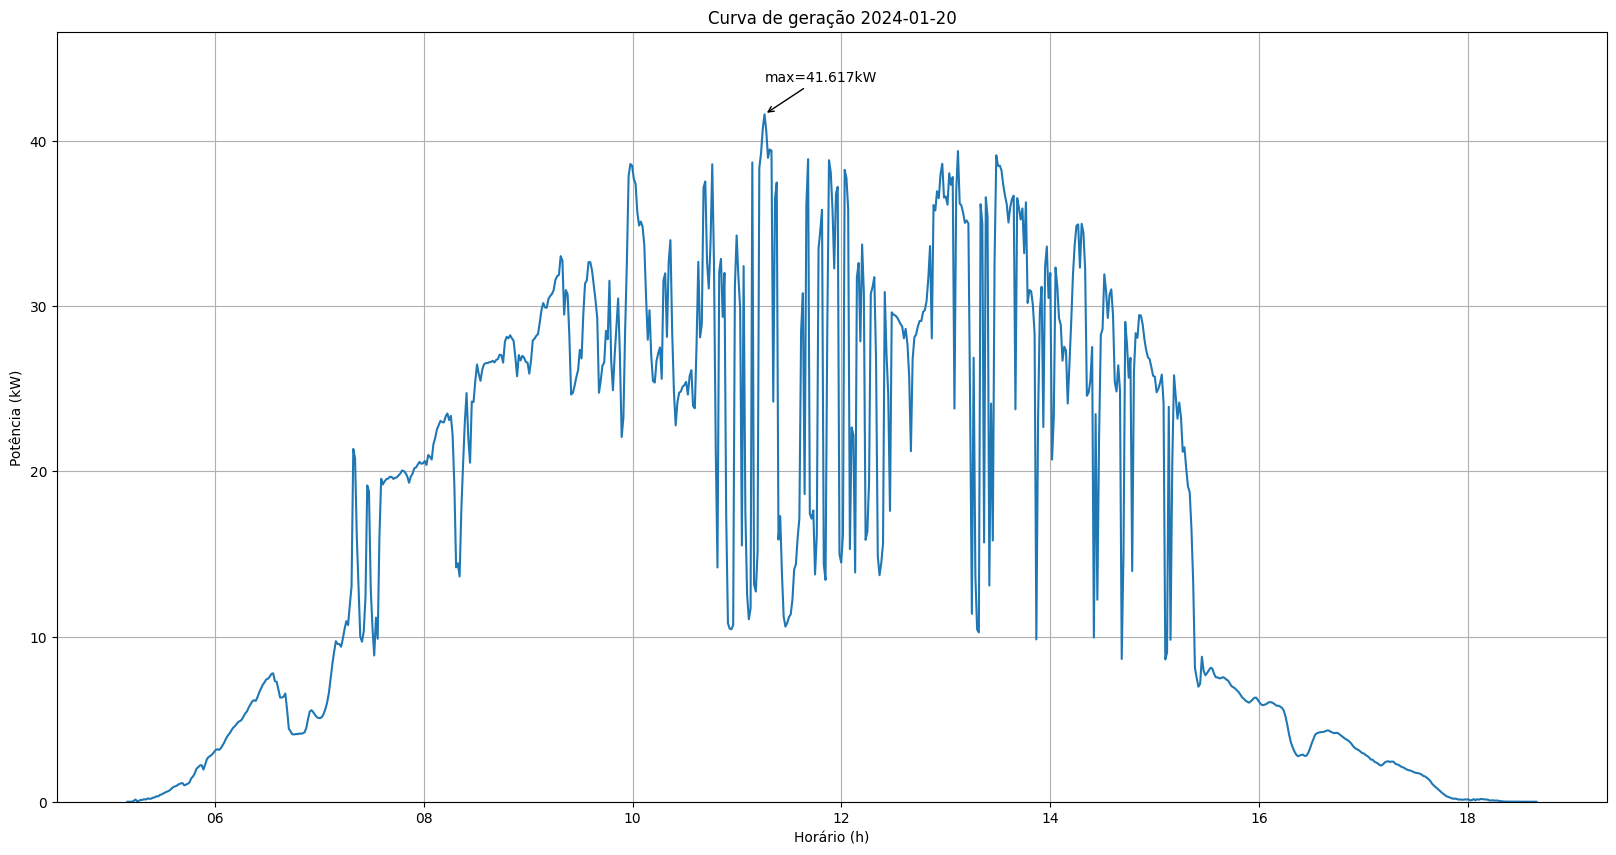 Curva de geração 2024-01-20
max=41.617kW
40
30
20
10
0
Potência (kW)
06 08 10 12 14 16 18
Horário (h)